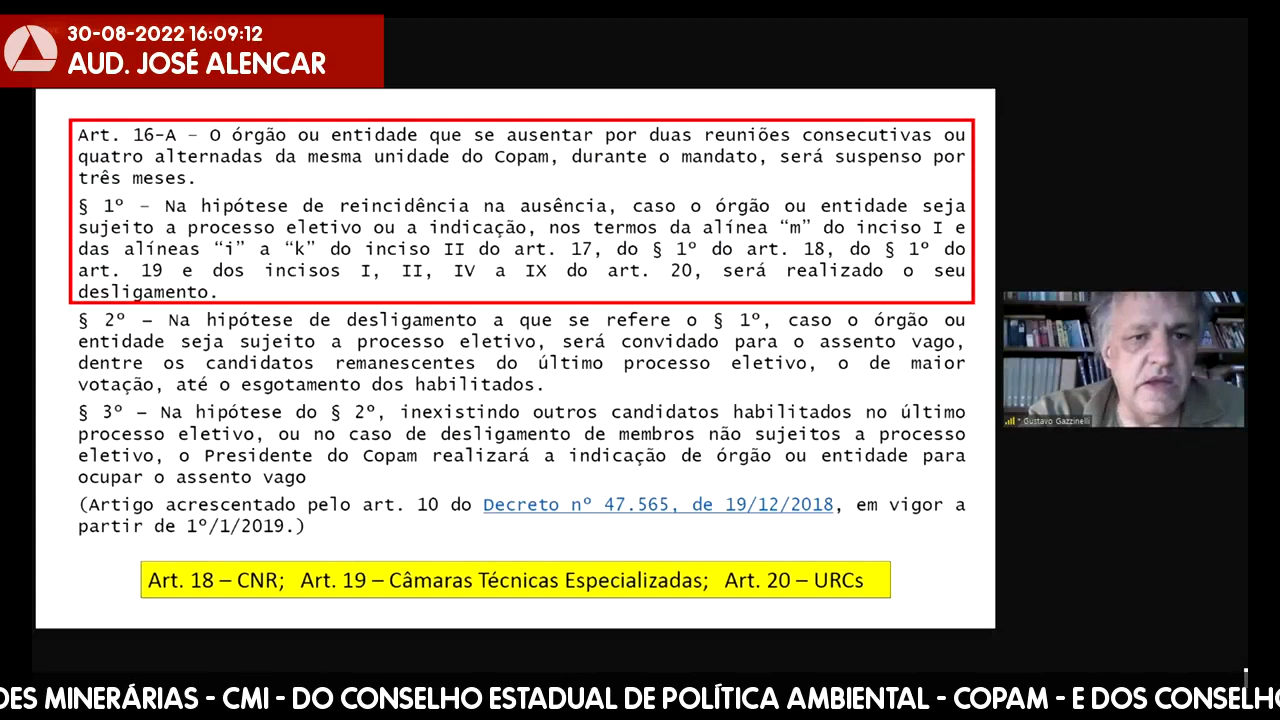 30-08-2022 16:09:12
AUD. JOSÉ ALENCAR
Art. 16-A – O órgão ou entidade que se ausentar por duas reuniões consecutivas ou
quatro alternadas da mesma unidade do Copam, durante o mandato, será suspenso por
três meses.
§ 1º – Na hipótese de reincidência na ausência, caso o órgão ou entidade seja
sujeito a processo eletivo ou a indicação, nos termos da alínea “m” do inciso I e
das alíneas “i” a “k” do inciso II do art. 17, do § 1º do art. 18, do § 1º do
art. 19 e dos incisos I, II, IV a IX do art. 20, será realizado o seu
desligamento.
§ 2º – Na hipótese de desligamento a que se refere o § 1º, caso o órgão ou
entidade seja sujeito a processo eletivo, será convidado para o assento vago,
dentre os candidatos remanescentes do último processo eletivo, o de maior
votação, até o esgotamento dos habilitados.
§ 3º – Na hipótese do § 2º, inexistindo outros candidatos habilitados no último
processo eletivo, ou no caso de desligamento de membros não sujeitos a processo
eletivo, o Presidente do Copam realizará a indicação de órgão ou entidade para
ocupar o assento vago
(Artigo acrescentado pelo art. 10 do Decreto nº 47.565, de 19/12/2018, em vigor a
partir de 1º/1/2019.)
Art. 18 – CNR; Art. 19 – Câmaras Técnicas Especializadas; Art. 20 – URCs
* Gustavo Gazzinelli
DES MINERÁRIAS - CMI - DO CONSELHO ESTADUAL DE POLÍTICA AMBIENTAL - COPAM - E DOS CONSELHO